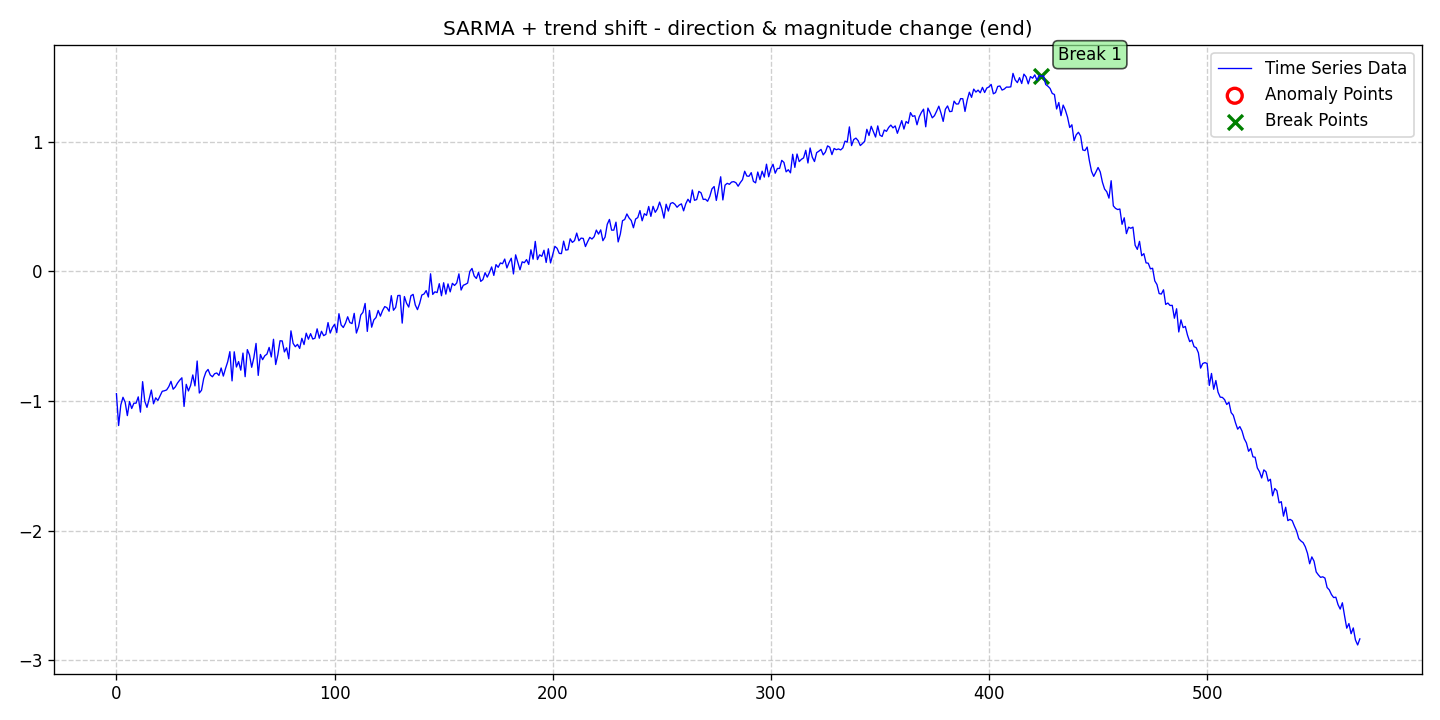 SARMA + trend shift - direction & magnitude change (end)
Break 1
Time Series Data
Anomaly Points
Break Points
1
0
−1
−2
−3
0
100
200
300
400
500